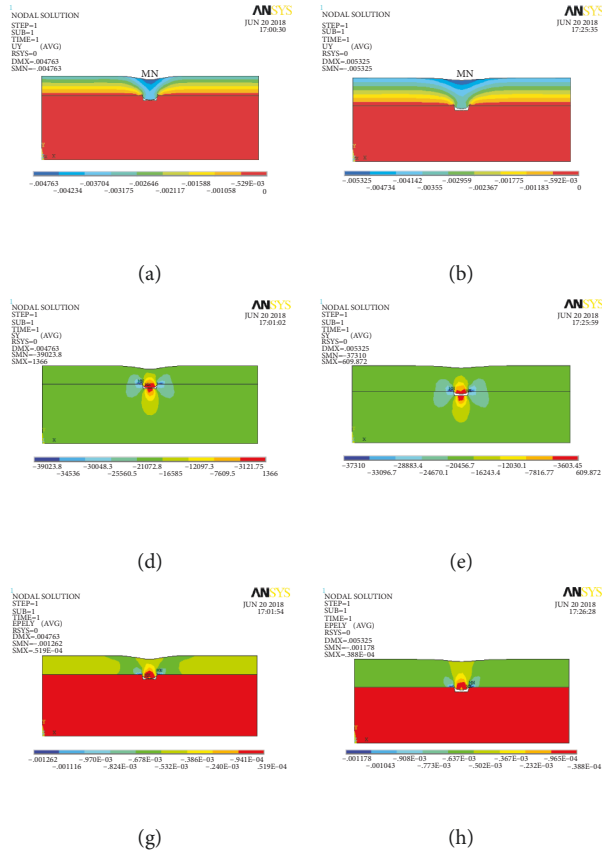 1
NODAL SOLUTION
STEP=1
SUB=1
TIME=1
UY (AVG)
RSYS=0
DMX=.004763
SMN=-.004763
ANSYS
JUN 20 2018
17:00:30
MN
Y
X
-.004763 -.003704 -.002646 -.001588 -.529E-03
-.004234 -.003175 -.002117 -.001058 0
(a)
1
NODAL SOLUTION
STEP=1
SUB=1
TIME=1
UY (AVG)
RSYS=0
DMX=.005325
SMN=-.005325
ANSYS
JUN 20 2018
17:25:35
MN
Y
X
-.005325 -.004142 -.002959 -.001775 -.592E-03
-.004734 -.00355 -.002367 -.001183 0
(b)
1
NODAL SOLUTION
STEP=1
SUB=1
TIME=1
SY (AVG)
RSYS=0
DMX=.004763
SMN=-39023.8
SMX=1366
ANSYS
JUN 20 2018
17:01:02
X
-39023.8 -30048.3 -21072.8 -12097.3 -3121.75
-34536 -25560.5 -16585 -7609.5 1366
(d)
1
NODAL SOLUTION
STEP=1
SUB=1
TIME=1
SY (AVG)
RSYS=0
DMX=.005325
SMN=-37310
SMX=609.872
ANSYS
JUN 20 2018
17:25:59
X
-37310 -28883.4 -20456.7 -12030.1 -3603.45
-33096.7 -24670.1 -16243.4 -7816.77 609.872
(e)
1
NODAL SOLUTION
STEP=1
SUB=1
TIME=1
EPELY (AVG)
RSYS=0
DMX=.004763
SMN=-.001262
SMX=.519E-04
ANSYS
JUN 20 2018
17:01:54
Y
X
-.001262 -.970E-03 -.678E-03 -.386E-03 -.941E-04
-.001116 -.824E-03 -.532E-03 -.240E-03 .519E-04
(g)
1
NODAL SOLUTION
STEP=1
SUB=1
TIME=1
EPELY (AVG)
RSYS=0
DMX=.005325
SMN=-.001178
SMX=.388E-04
ANSYS
JUN 20 2018
17:26:28
Y
X
-.001178 -.908E-03 -.637E-03 -.367E-03 -.965E-04
-.001043 -.773E-03 -.502E-03 -.232E-03 -.388E-04
(h)